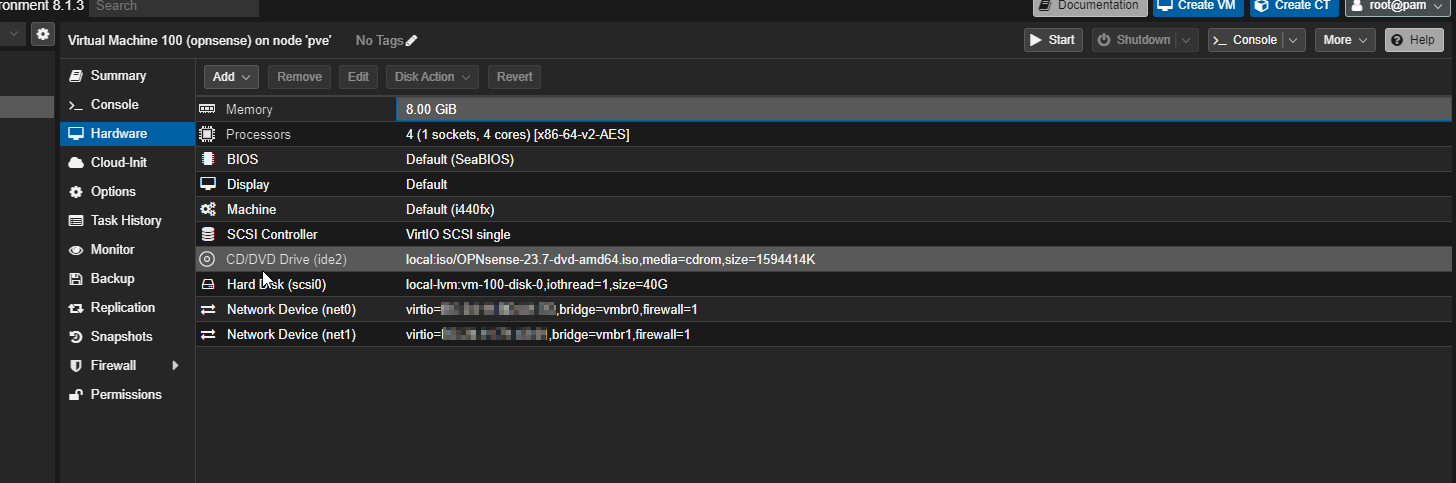 ronment 8.1.3 Search Documentation Create VM Create CT root@pam
Virtual Machine 100 (opnsense) on node 'pve' No Tags Start Shutdown Console More Help
Summary
Console
Hardware
Cloud-Init
Options
Task History
Monitor
Backup
Replication
Snapshots
Firewall
Permissions
Add Remove Edit Disk Action Revert
Memory 8.00 GiB
Processors 4 (1 sockets, 4 cores) [x86-64-v2-AES]
BIOS Default (SeaBIOS)
Display Default
Machine Default (i440fx)
SCSI Controller VirtIO SCSI single
CD/DVD Drive (ide2) local:iso/OPNsense-23.7-dvd-amd64.iso,media=cdrom,size=1594414K
Hard Disk (scsi0) local-lvm:vm-100-disk-0,iothread=1,size=40G
Network Device (net0) virtio= ,bridge=vmbr0,firewall=1
Network Device (net1) virtio= ,bridge=vmbr1,firewall=1